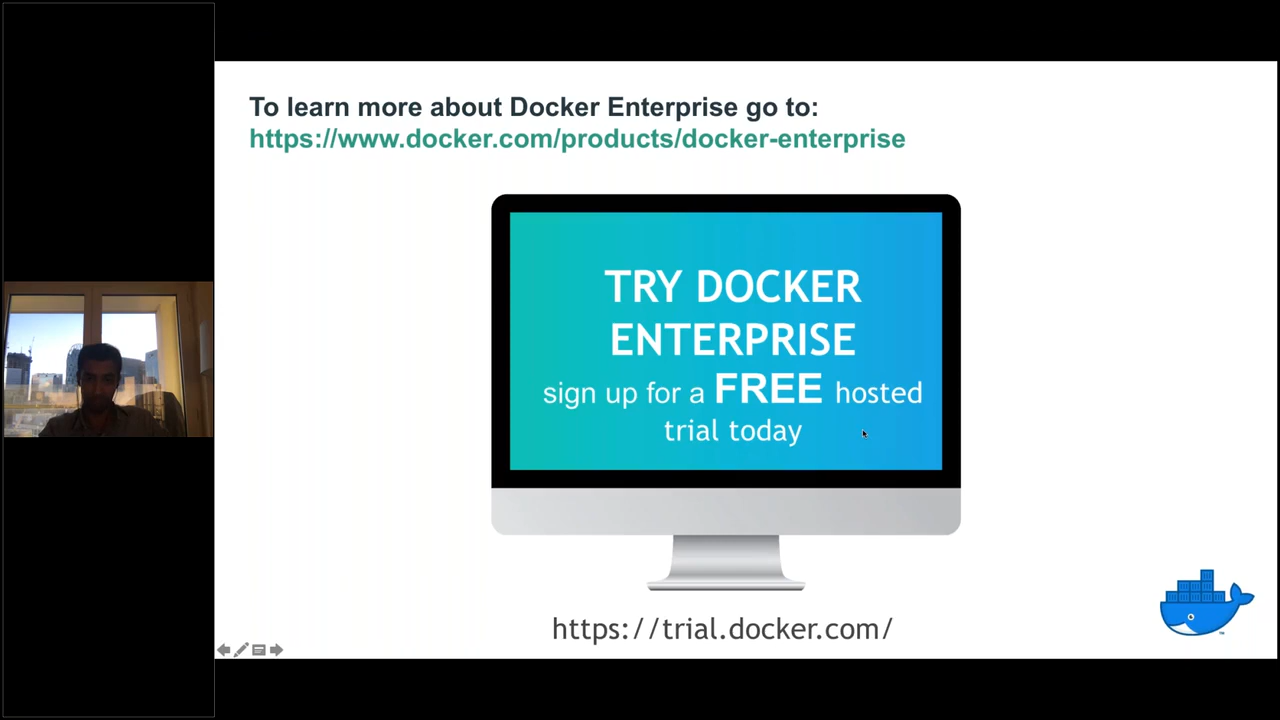 To learn more about Docker Enterprise go to:
https://www.docker.com/products/docker-enterprise
TRY DOCKER
ENTERPRISE
sign up for a FREE hosted
trial today
https://trial.docker.com/